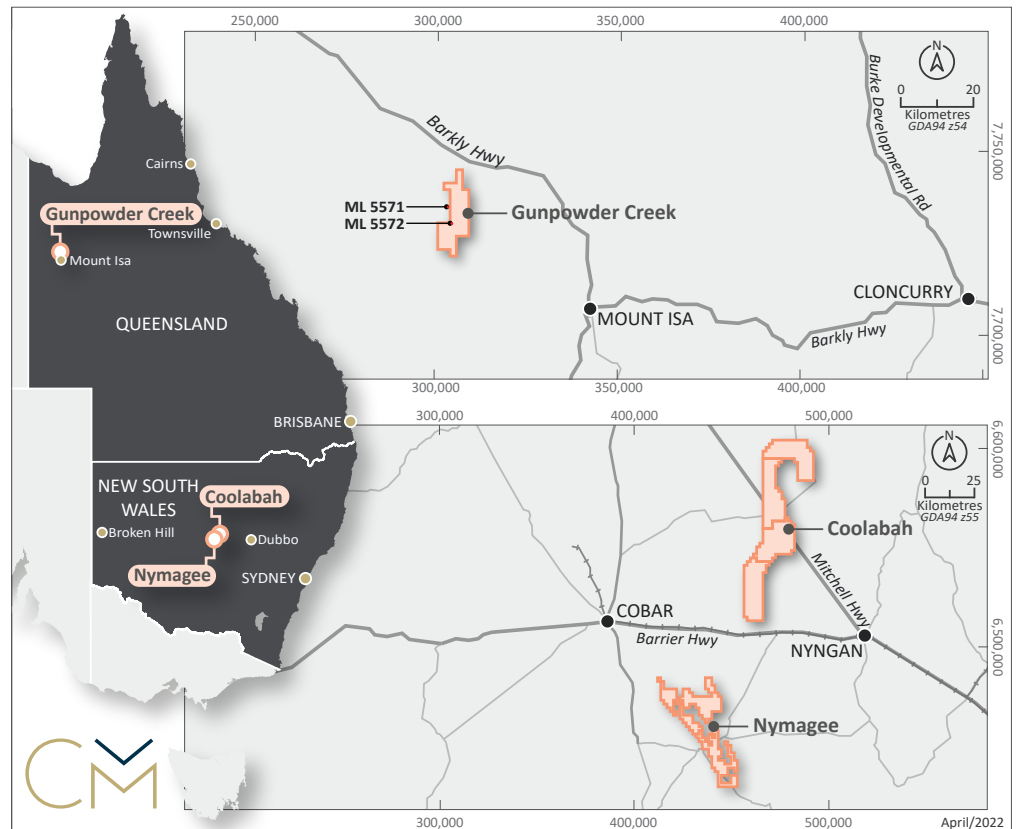 250,000
300,000
350,000
400,000
N
0
20
Kilometres
GDA94 z54
Burke Developmental Rd
Barkly Hwy
7,750,000
Cairns
ML 5571
ML 5572
Gunpowder Creek
Gunpowder Creek
Townsville
Mount Isa
CLONCURRY
MOUNT ISA
QUEENSLAND
Barkly Hwy
7,700,000
300,000
350,000
400,000
300,000
400,000
500,000
BRISBANE
6,600,000
N
0
25
Kilometres
GDA94 z55
NEW SOUTH
WALES
Coolabah
Broken Hill
Dubbo
Coolabah
Nymagee
SYDNEY
Mitchell Hwy
COBAR
Barrier Hwy
NYNGAN
6,500,000
Nymagee
CM
300,000
400,000
500,000
April/2022